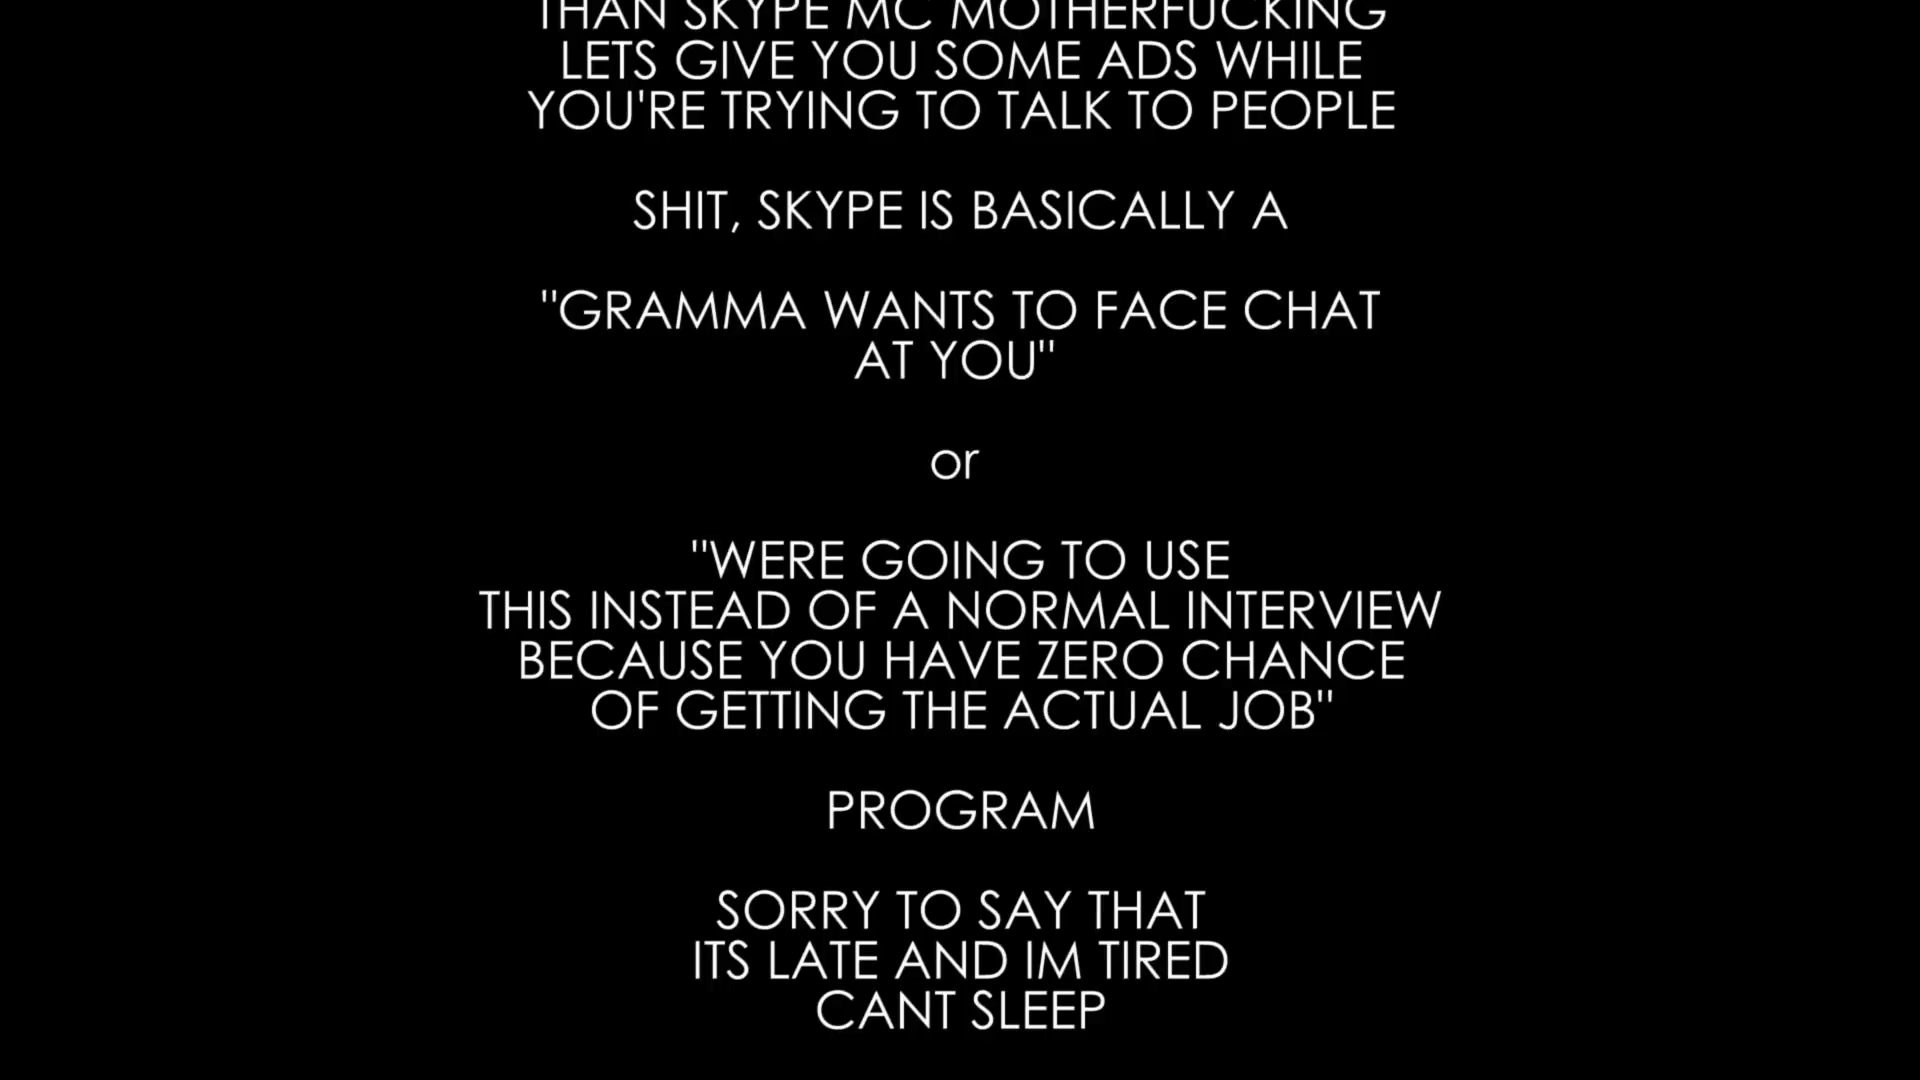 THAN SKYPE MC MOTHERFUCKING
LETS GIVE YOU SOME ADS WHILE
YOU'RE TRYING TO TALK TO PEOPLE
SHIT, SKYPE IS BASICALLY A
"GRAMMA WANTS TO FACE CHAT
AT YOU"
or
"WERE GOING TO USE
THIS INSTEAD OF A NORMAL INTERVIEW
BECAUSE YOU HAVE ZERO CHANCE
OF GETTING THE ACTUAL JOB"
PROGRAM
SORRY TO SAY THAT
ITS LATE AND IM TIRED
CANT SLEEP